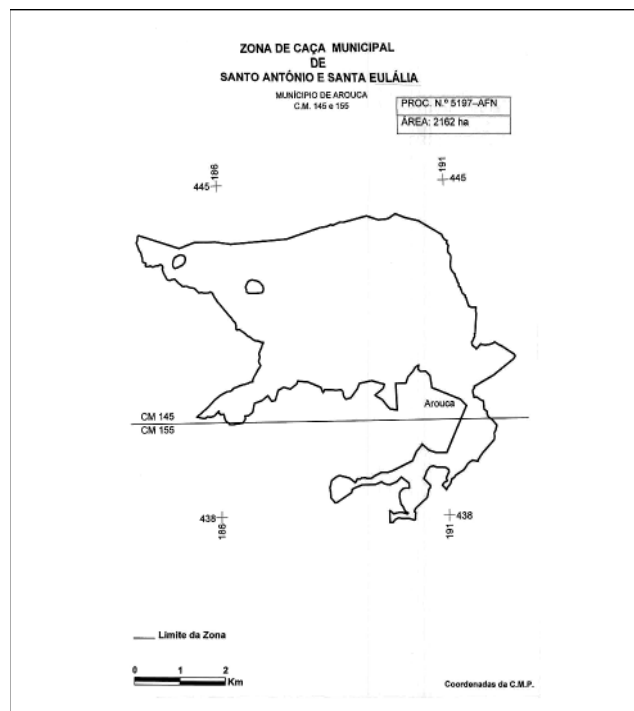 ZONA DE CAÇA MUNICIPAL
DE
SANTO ANTÓNIO E SANTA EULÁLIA
MUNÍCIPIO DE AROUCA
C.M. 145 e 155
PROC. N.º 5197–AFN
ÁREA: 2162 ha
186
445
191
445
Arouca
CM 145
CM 155
438
186
438
191
Limite da Zona
0 1 2
Km
Coordenadas da C.M.P.